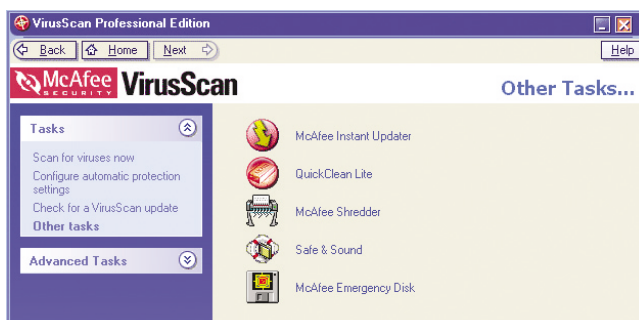 VirusScan Professional Edition
Back Home Next Help
McAfee SECURITY VirusScan Other Tasks...
Tasks
Scan for viruses now
Configure automatic protection
settings
Check for a VirusScan update
Other tasks
Advanced Tasks
McAfee Instant Updater
QuickClean Lite
McAfee Shredder
Safe & Sound
McAfee Emergency Disk